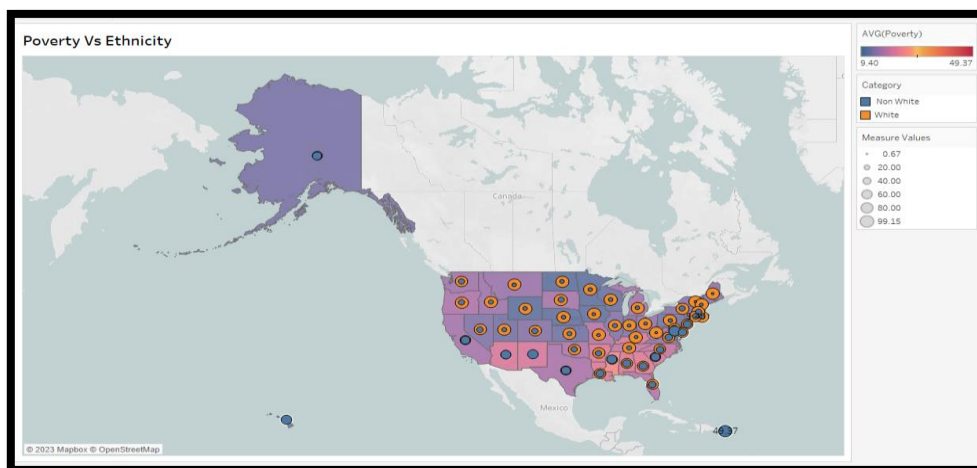 Poverty Vs Ethnicity
AVG(Poverty)
9.40 49.37
Category
Non White
White
Measure Values
0.67
20.00
40.00
60.00
80.00
99.15
Canada
Mexico
© 2023 Mapbox © OpenStreetMap